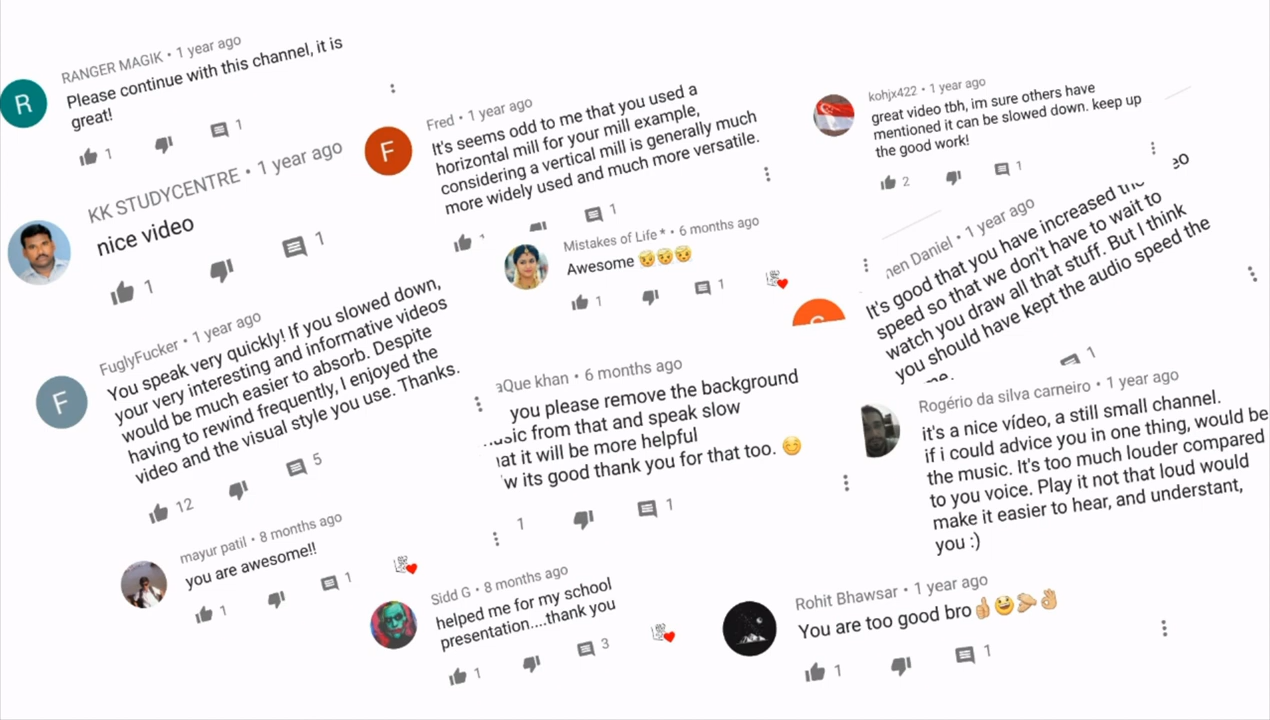 RANGER MAGIK • 1 year ago
Please continue with this channel, it is
great!
R
1
1
KK STUDYCENTRE • 1 year ago
nice video
1
1
FuglyFucker • 1 year ago
You speak very quickly! If you slowed down,
your very interesting and informative videos
would be much easier to absorb. Despite
having to rewind frequently, I enjoyed the
video and the visual style you use. Thanks.
F
12
5
mayur patil • 8 months ago
you are awesome!!
1
1
Fred • 1 year ago
It's seems odd to me that you used a
horizontal mill for your mill example,
considering a vertical mill is generally much
more widely used and much more versatile.
F
1
Mistakes of Life * • 6 months ago
Awesome 🤕🤕🤕
1
1
aQue khan • 6 months ago
you please remove the background
from that and speak slow
it will be more helpful
its good thank you for that too. 😊
1
1
Sidd G • 8 months ago
helped me for my school
presentation....thank you
1
3
kohjx422 • 1 year ago
great video tbh, im sure others have
mentioned it can be slowed down. keep up
the good work!
2
1
Daniel • 1 year ago
eo
It's good that you have increased the
speed so that we don't have to wait to
watch you draw all that stuff. But I think
you should have kept the audio speed the
1
Rogério da silva carneiro • 1 year ago
it's a nice vídeo, a still small channel.
if i could advice you in one thing, would be
the music. It's too much louder compared
to you voice. Play it not that loud would
make it easier to hear, and understant,
you :)
Rohit Bhawsar • 1 year ago
You are too good bro👍😆👏👌
1
1